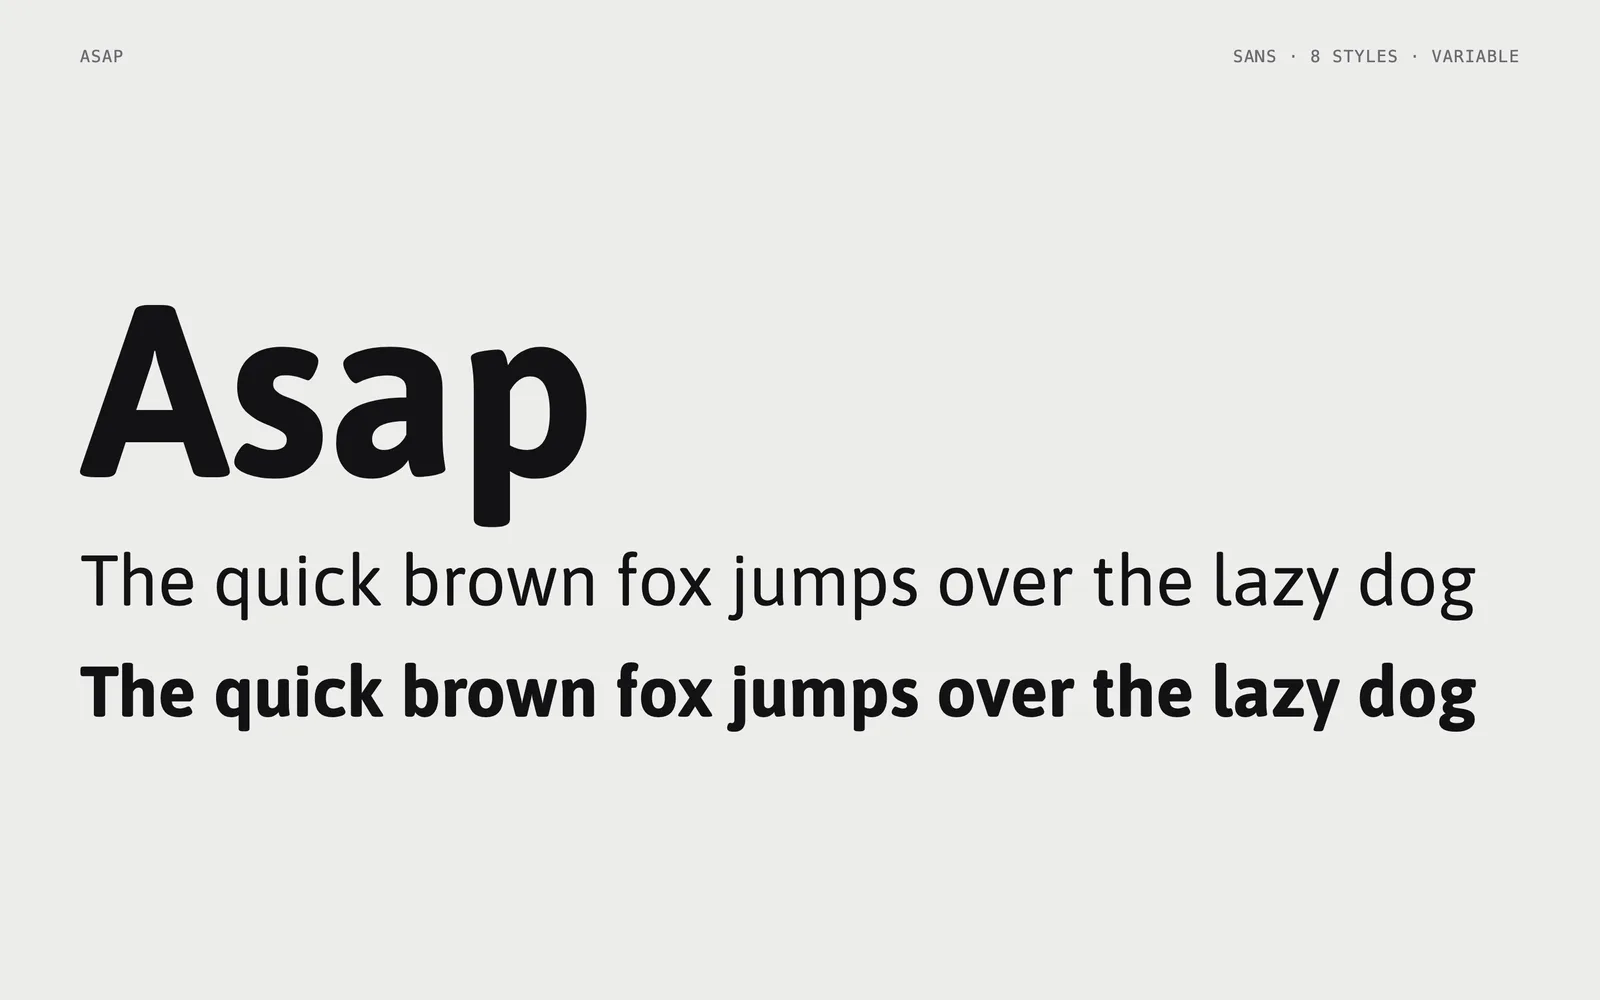 ASAP
SANS · 8 STYLES · VARIABLE
Asap
The quick brown fox jumps over the lazy dog
The quick brown fox jumps over the lazy dog